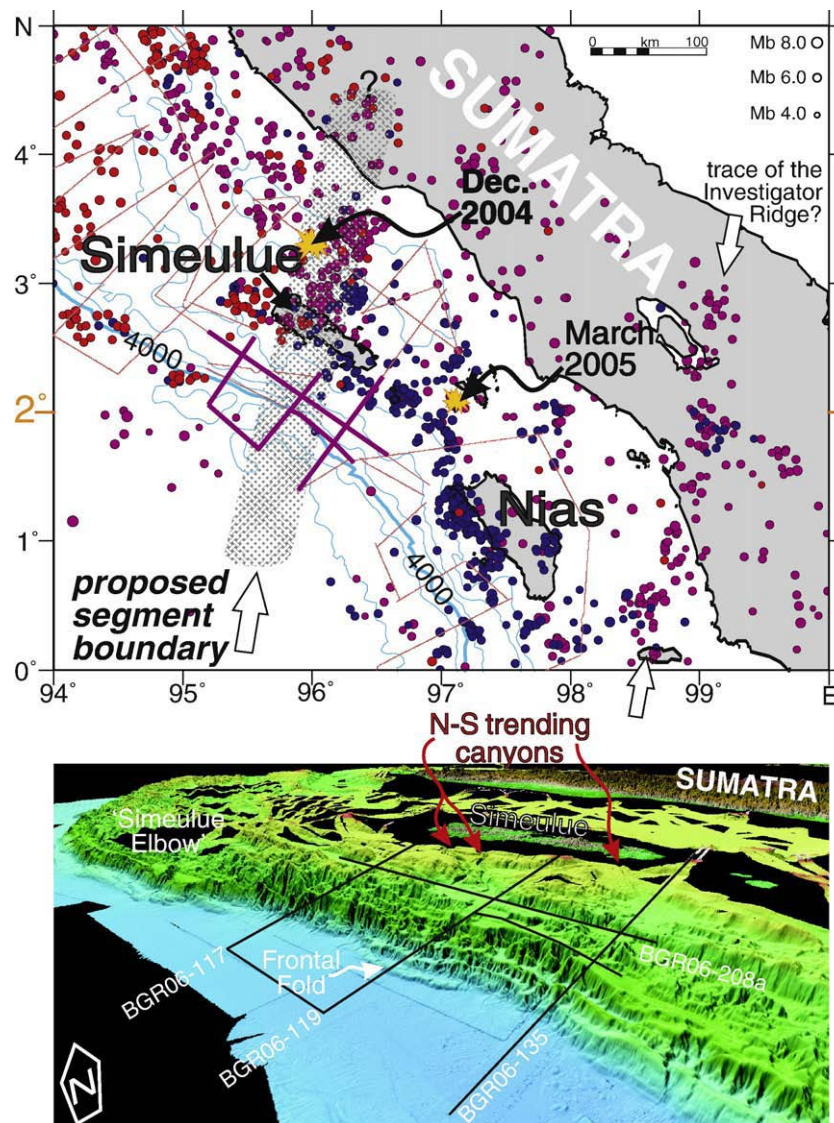 N
0 km 100
Mb 8.0
Mb 6.0
Mb 4.0
SUMATRA
?
4°
trace of the
Investigator
Ridge?
Dec.
2004
Simeulue
3°
4000
March
2005
2°
Nias
1°
4000
proposed
segment
boundary
0°
94 95 96 97 98 99 E
N-S trending
canyons
SUMATRA
'Simeulue
Elbow'
Simeulue
BGR06-117
Frontal
Fold
BGR06-208a
BGR06-119
BGR06-135
N